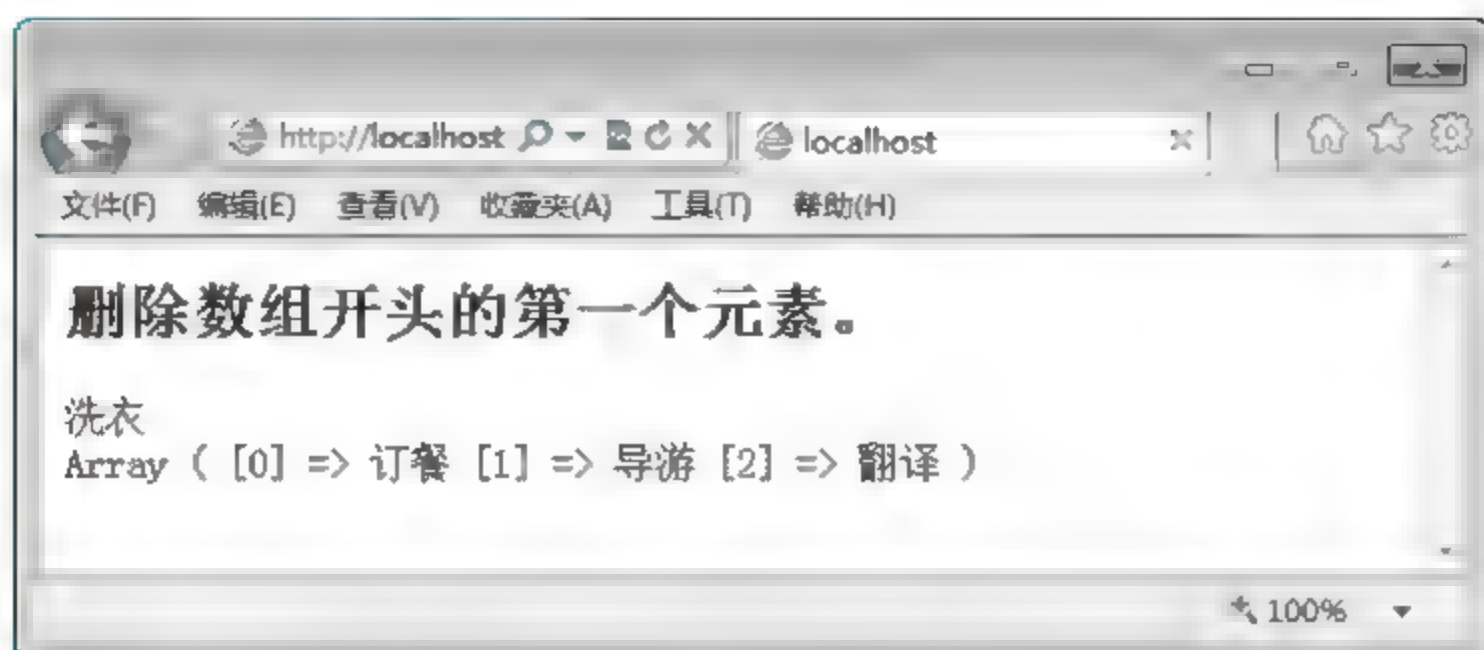 http://localhost localhost
文件(F) 编辑(E) 查看(V) 收藏夹(A) 工具(T) 帮助(H)
删除数组开头的第一个元素。
洗衣
Array ( [0] => 订餐 [1] => 导游 [2] => 翻译 )
100%